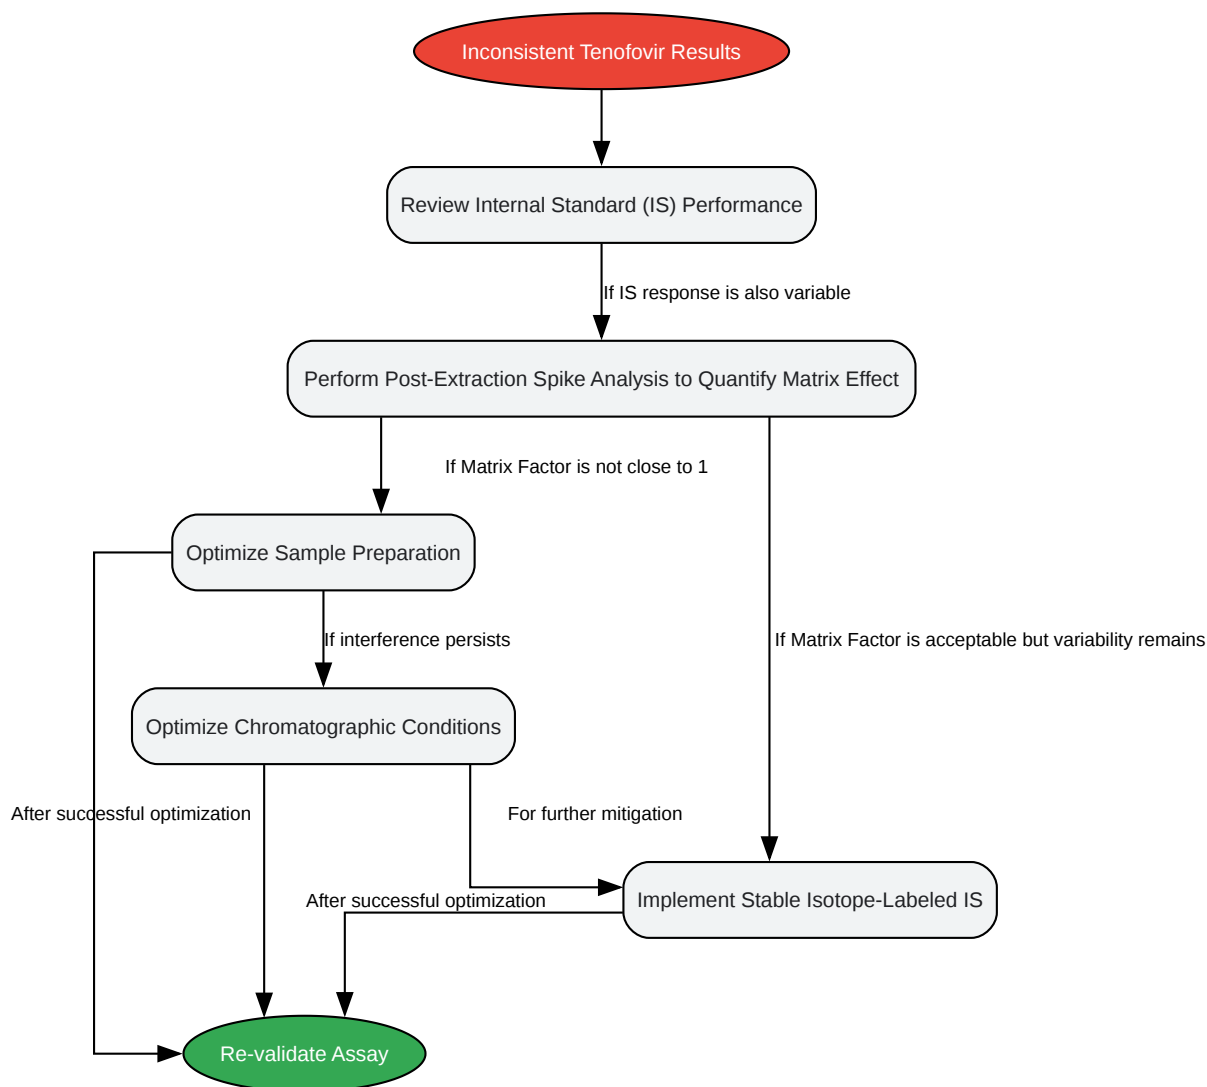 Inconsistent Tenofovir Results
Review Internal Standard (IS) Performance
If IS response is also variable
Perform Post-Extraction Spike Analysis to Quantify Matrix Effect
If Matrix Factor is not close to 1
Optimize Sample Preparation
If interference persists
If Matrix Factor is acceptable but variability remains
Optimize Chromatographic Conditions
After successful optimization
For further mitigation
Implement Stable Isotope-Labeled IS
After successful optimization
Re-validate Assay